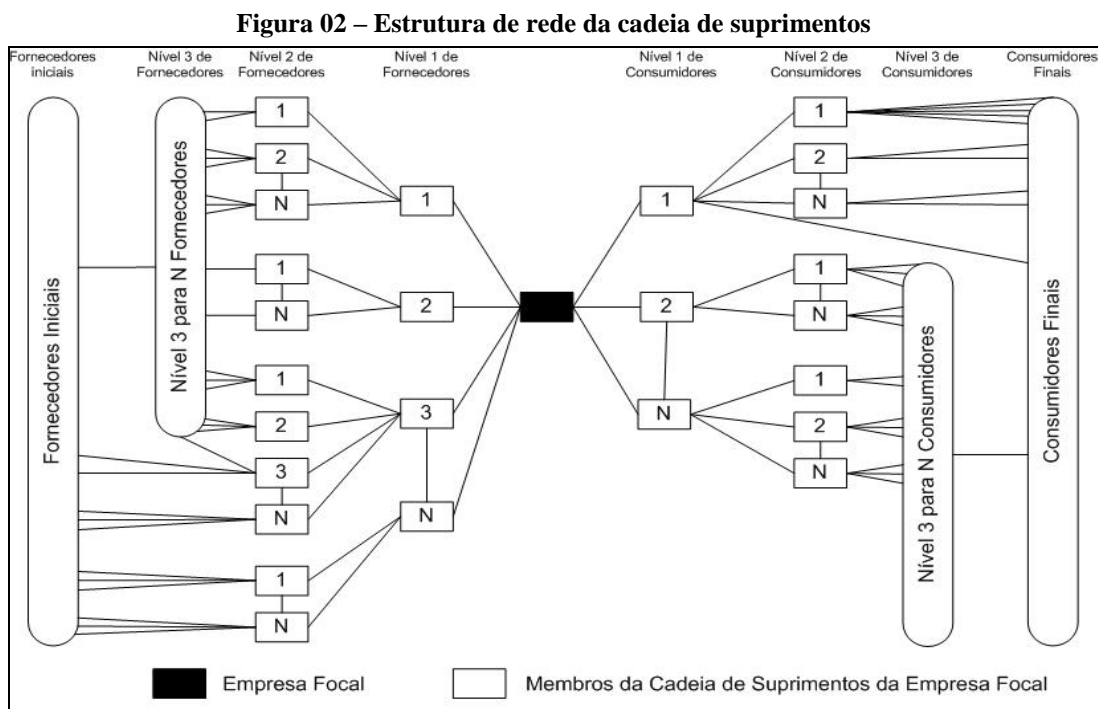 Figura 02 – Estrutura de rede da cadeia de suprimentos
Fornecedores
iniciais
Nível 3 de
Fornecedores
Nível 2 de
Fornecedores
Nível 1 de
Fornecedores
Nível 1 de
Consumidores
Nível 2 de
Consumidores
Nível 3 de
Consumidores
Consumidores
Finais
Fornecedores Iniciais
Nível 3 para N Fornecedores
1
2
N
1
N
1
2
3
N
1
N
1
2
3
N
1
2
N
1
2
N
1
N
1
2
N
Nível 3 para N Consumidores
Consumidores Finais
Empresa Focal
Membros da Cadeia de Suprimentos da Empresa Focal